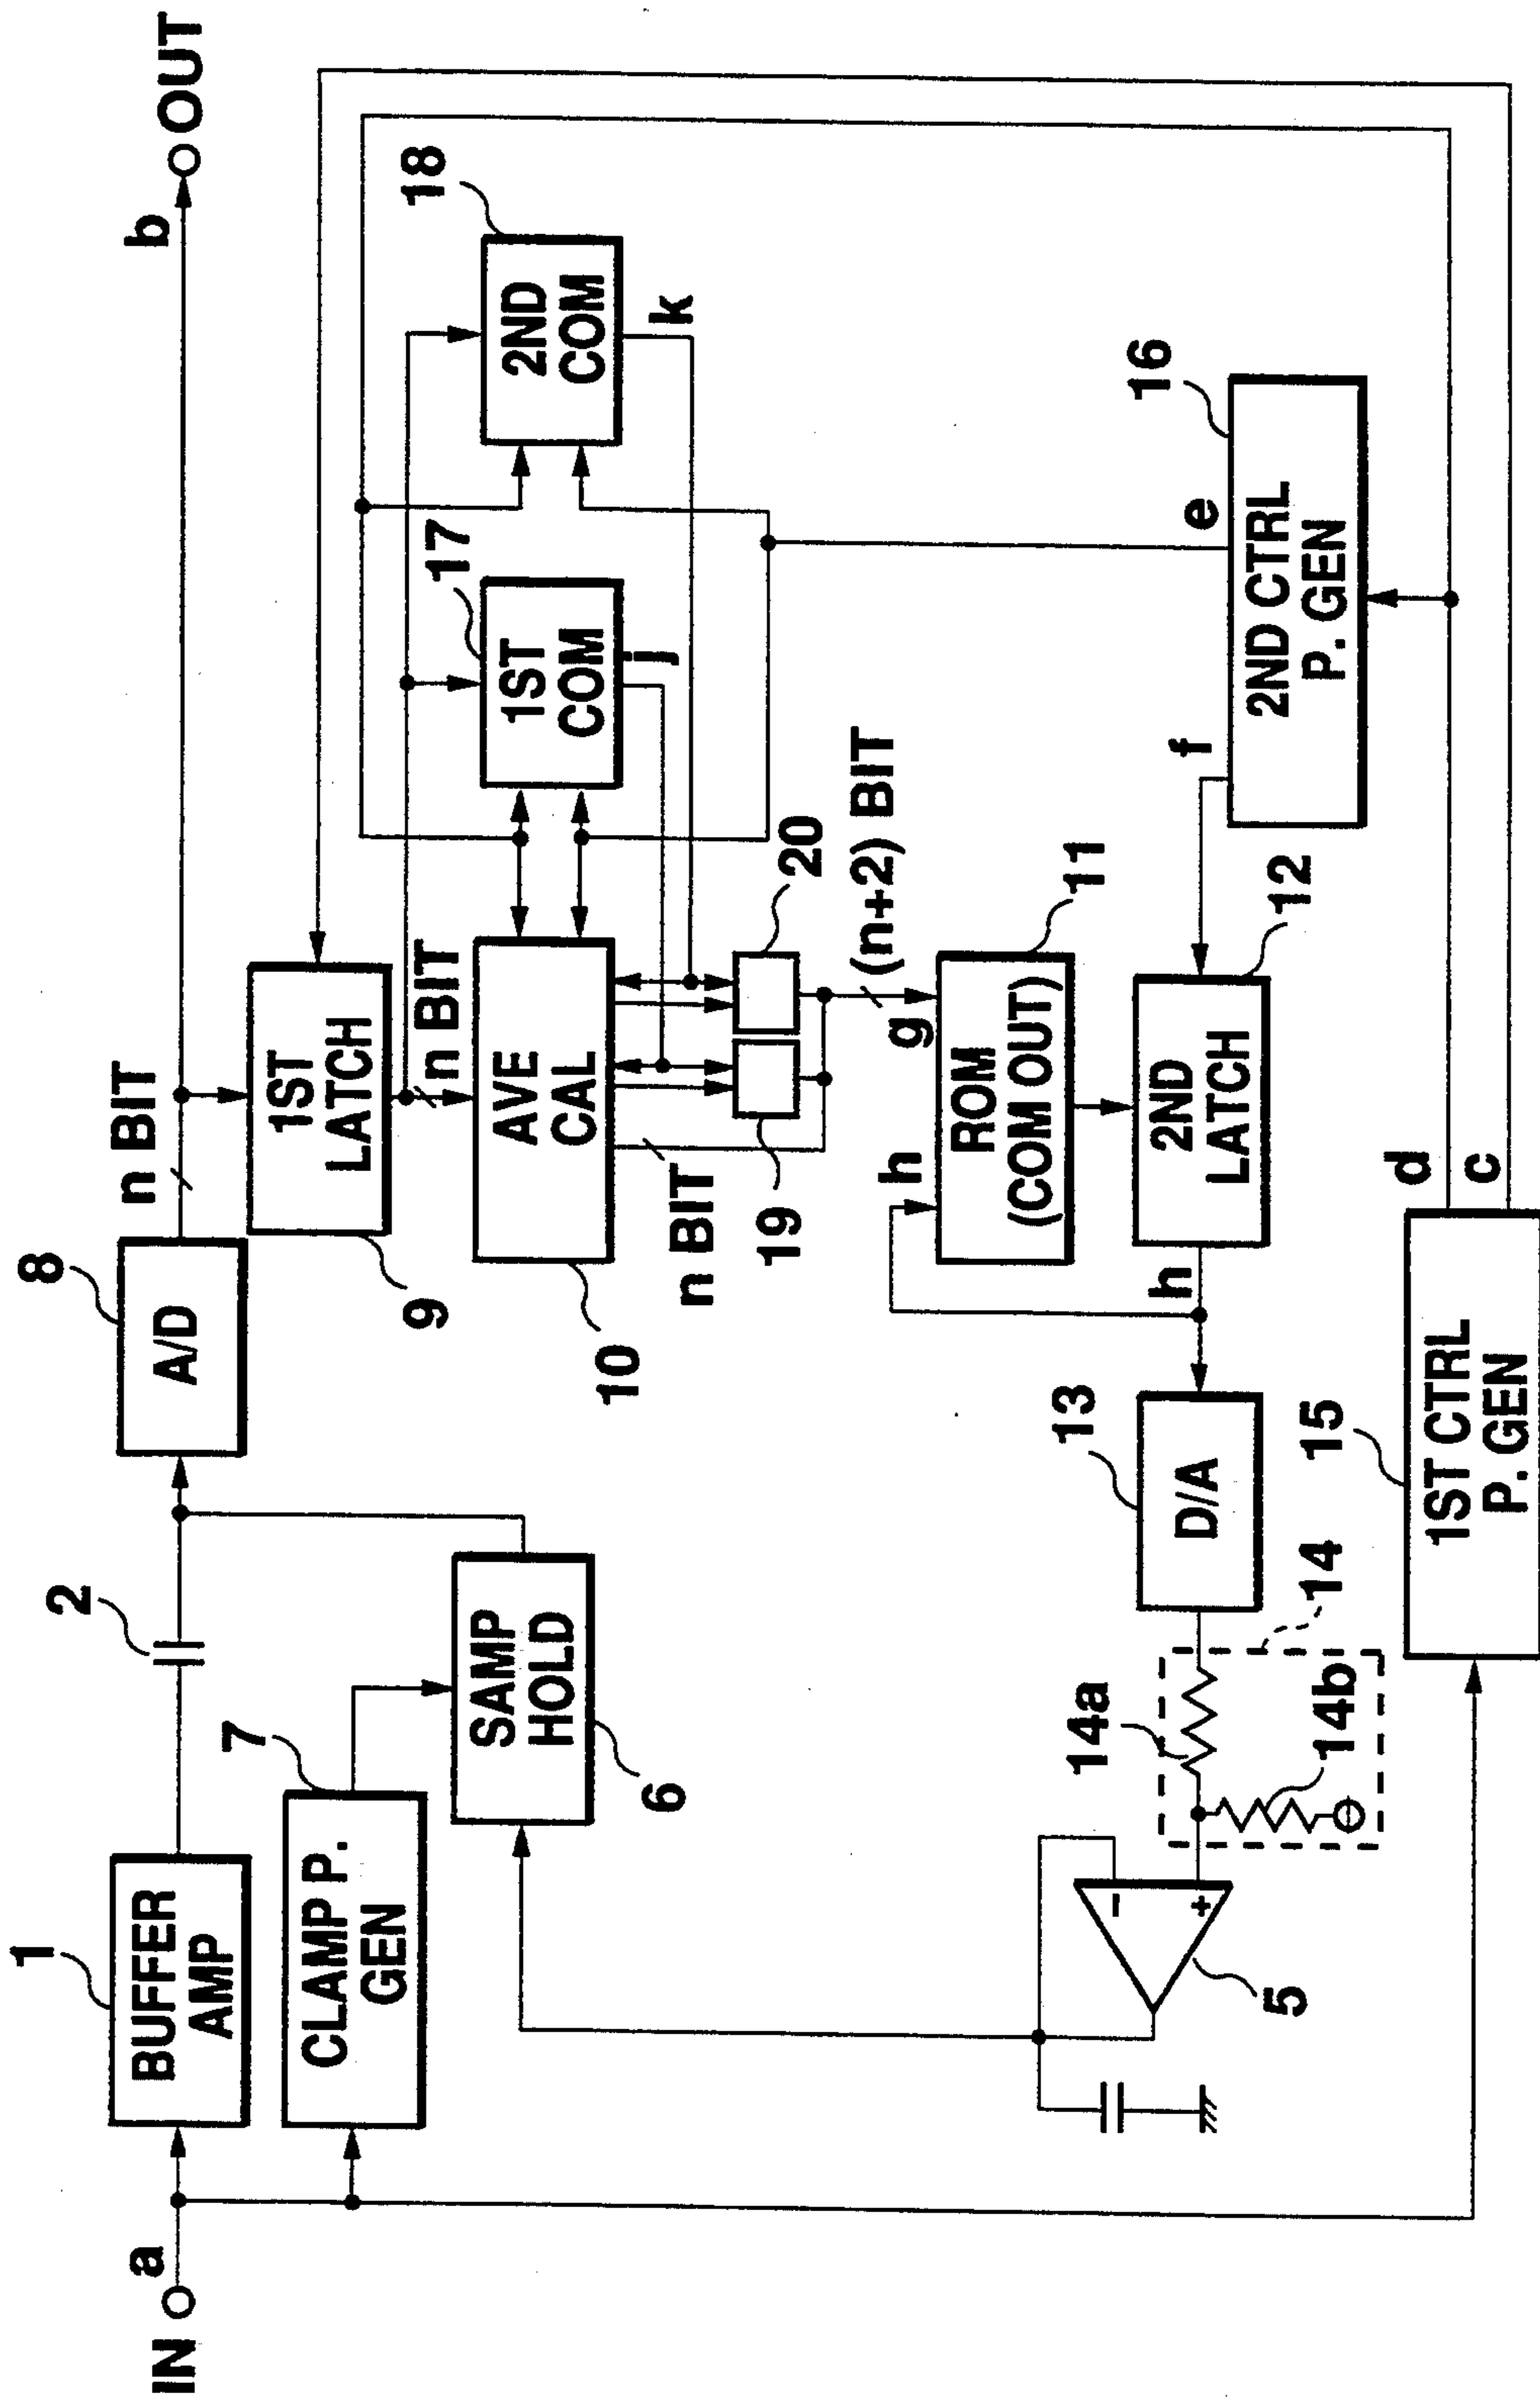 IN
a
1
BUFFER
AMP
2
8
A/D
n BIT
b
OUT
7
CLAMP P.
GEN
SAMP
HOLD
6
9
1ST
LATCH
n BIT
10
AVE
CAL
17
1ST
COM
j
18
2ND
COM
k
n BIT
19
20
(n+2) BIT
g
h
11
ROM
(COM OUT)
12
2ND
LATCH
h
f
e
16
2ND CTRL
P. GEN
13
D/A
14
14a
14b
5
−
+
15
1ST CTRL
P. GEN
d
c